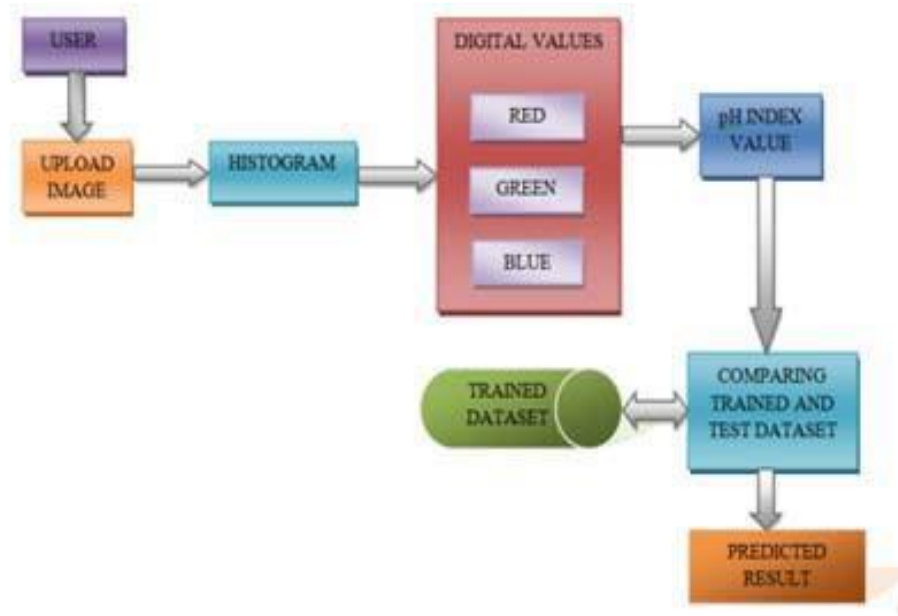 USER
UPLOAD
IMAGE
HISTOGRAM
DIGITAL VALUES
RED
GREEN
BLUE
pH INDEX
VALUE
TRAINED
DATASET
COMPARING
TRAINED AND
TEST DATASET
PREDICTED
RESULT